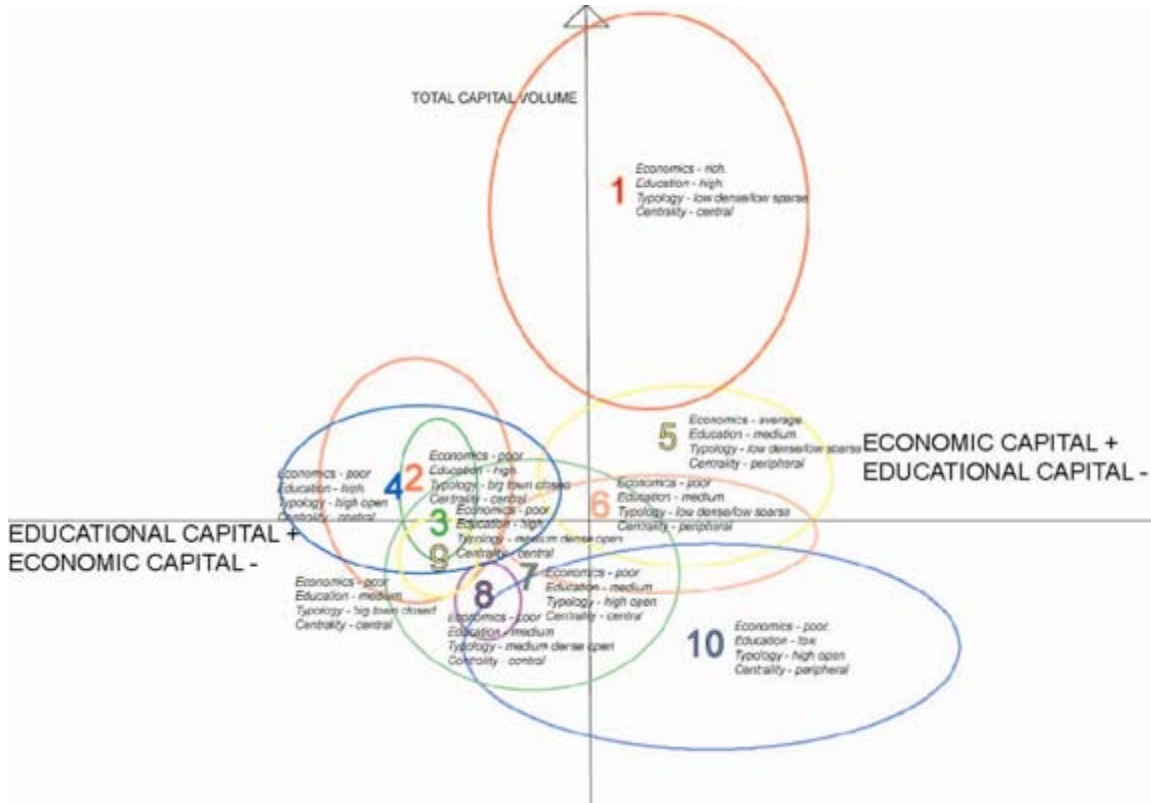 TOTAL CAPITAL VOLUME
1
Economics - rich.
Education - high.
Typology - low dense/low sparse
Centrality - central
5
Economics - average
Education - medium
Typology - low dense/low sparse
Centrality - peripheral
ECONOMIC CAPITAL +
EDUCATIONAL CAPITAL -
4
Economics - poor
Education - high.
Typology - high open
Centrality - central
2
Economics - poor
Education - high.
Typology - big town closed
Centrality - central
6
Economics - poor
Education - medium
Typology - low dense/low sparse
Centrality - peripheral
3
Economics - poor
Education - high.
Typology - medium dense open
Centrality - central
EDUCATIONAL CAPITAL +
ECONOMIC CAPITAL -
9
Economics - poor
Education - medium
Typology - big town closed
Centrality - central
7
Economics - poor
Education - medium
Typology - high open
Centrality - central
8
Economics - poor
Education - medium
Typology - medium dense open
Centrality - central
10
Economics - poor.
Education - low.
Typology - high open
Centrality - peripheral